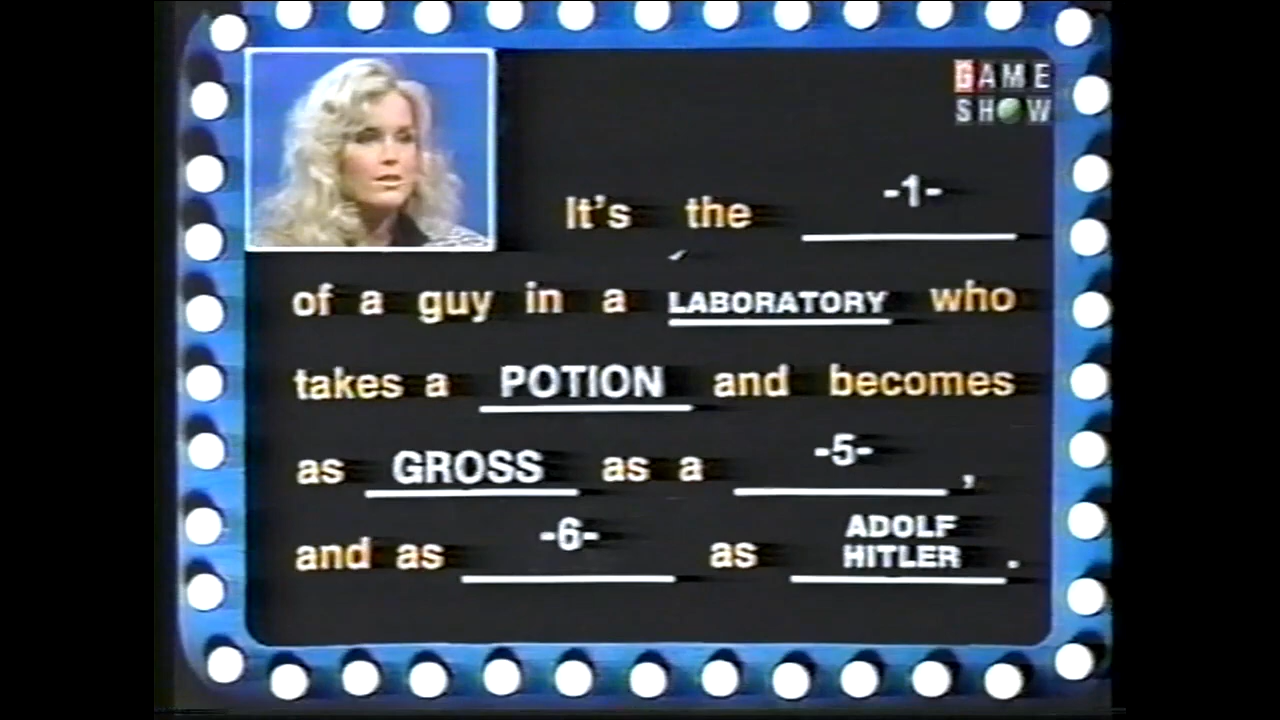 GAME
SHOW
It's the -1-
of a guy in a LABORATORY who
takes a POTION and becomes
as GROSS as a -5-,
and as -6- as ADOLF HITLER.